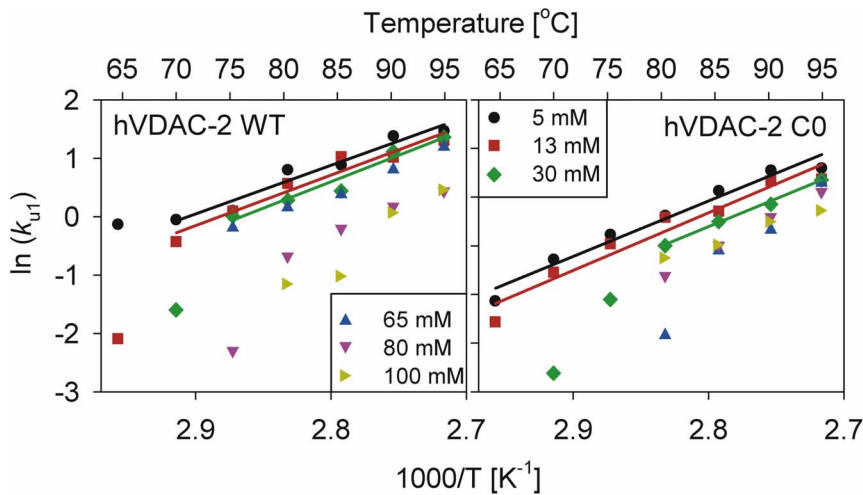 Temperature [°C]
65 70 75 80 85 90 95 65 70 75 80 85 90 95
hVDAC-2 WT
hVDAC-2 C0
5 mM
13 mM
30 mM
65 mM
80 mM
100 mM
2
1
0
-1
-2
-3
ln (ku1)
2.9 2.8 2.7 2.9 2.8 2.7
1000/T [K-1]